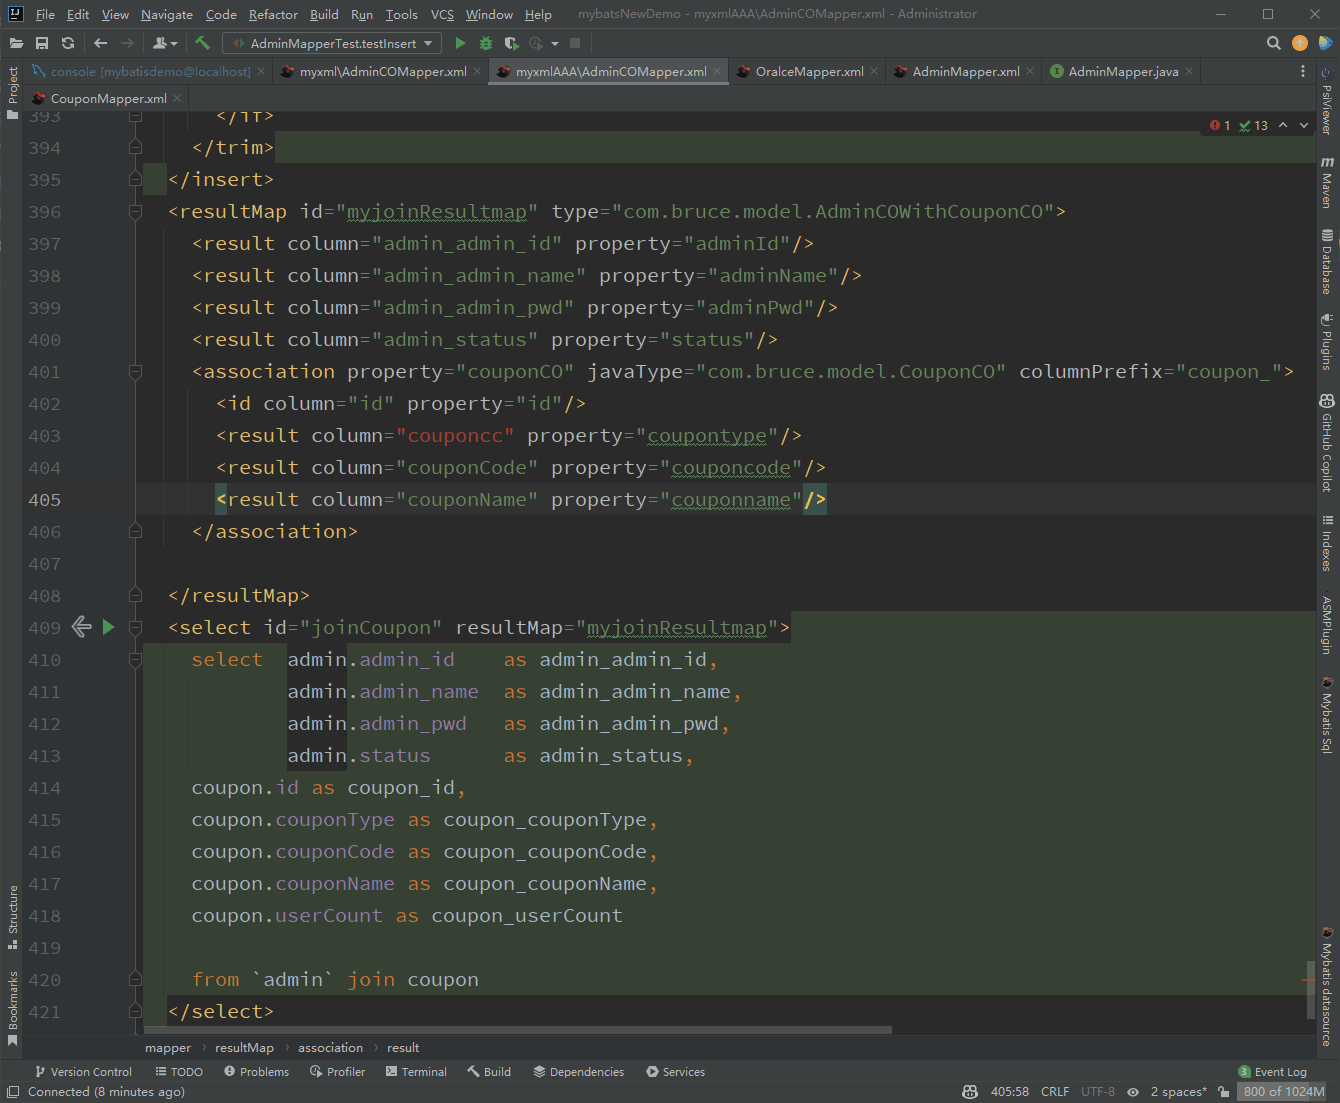 File Edit View Navigate Code Refactor Build Run Tools VCS Window Help mybatsNewDemo - myxmlAAA\AdminCOMapper.xml - Administrator
AdminMapperTest.testInsert
console [mybatisdemo@localhost] myxml\AdminCOMapper.xml myxmlAAA\AdminCOMapper.xml OralceMapper.xml AdminMapper.xml AdminMapper.java
CouponMapper.xml
1 13
393 </if>
394 </trim>
395 </insert>
396 <resultMap id="myjoinResultmap" type="com.bruce.model.AdminCOWithCouponCO">
397 <result column="admin_admin_id" property="adminId"/>
398 <result column="admin_admin_name" property="adminName"/>
399 <result column="admin_admin_pwd" property="adminPwd"/>
400 <result column="admin_status" property="status"/>
401 <association property="couponCO" javaType="com.bruce.model.CouponCO" columnPrefix="coupon_">
402 <id column="id" property="id"/>
403 <result column="couponcc" property="coupontype"/>
404 <result column="couponCode" property="couponcode"/>
405 <result column="couponName" property="couponname"/>
406 </association>
407
408 </resultMap>
409 <select id="joinCoupon" resultMap="myjoinResultmap">
410 select admin.admin_id as admin_admin_id,
411 admin.admin_name as admin_admin_name,
412 admin.admin_pwd as admin_admin_pwd,
413 admin.status as admin_status,
414 coupon.id as coupon_id,
415 coupon.couponType as coupon_couponType,
416 coupon.couponCode as coupon_couponCode,
417 coupon.couponName as coupon_couponName,
418 coupon.userCount as coupon_userCount
419
420 from `admin` join coupon
421 </select>
mapper › resultMap › association › result
Project
Structure
Bookmarks
PsiViewer
Maven
Database
Plugins
GitHub Copilot
Indexes
ASMPlugin
Mybatis Sql
Mybatis datasource
Version Control TODO Problems Profiler Terminal Build Dependencies Services 3 Event Log
Connected (8 minutes ago) 405:58 CRLF UTF-8 2 spaces* 800 of 1024M